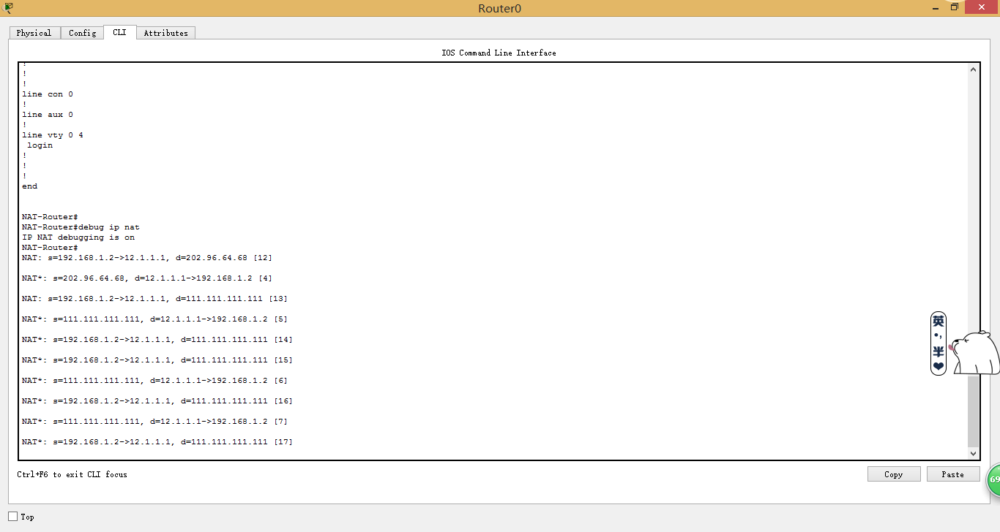 Router0
Physical Config CLI Attributes
IOS Command Line Interface
!
!
!
line con 0
!
line aux 0
!
line vty 0 4
login
!
!
!
end
NAT-Router#
NAT-Router#debug ip nat
IP NAT debugging is on
NAT-Router#
NAT: s=192.168.1.2->12.1.1.1, d=202.96.64.68 [12]
NAT*: s=202.96.64.68, d=12.1.1.1->192.168.1.2 [4]
NAT: s=192.168.1.2->12.1.1.1, d=111.111.111.111 [13]
NAT*: s=111.111.111.111, d=12.1.1.1->192.168.1.2 [5]
NAT*: s=192.168.1.2->12.1.1.1, d=111.111.111.111 [14]
NAT*: s=192.168.1.2->12.1.1.1, d=111.111.111.111 [15]
NAT*: s=111.111.111.111, d=12.1.1.1->192.168.1.2 [6]
NAT*: s=192.168.1.2->12.1.1.1, d=111.111.111.111 [16]
NAT*: s=111.111.111.111, d=12.1.1.1->192.168.1.2 [7]
NAT*: s=192.168.1.2->12.1.1.1, d=111.111.111.111 [17]
英
•,
半
❤
Ctrl+F6 to exit CLI focus
Copy Paste
69
Top